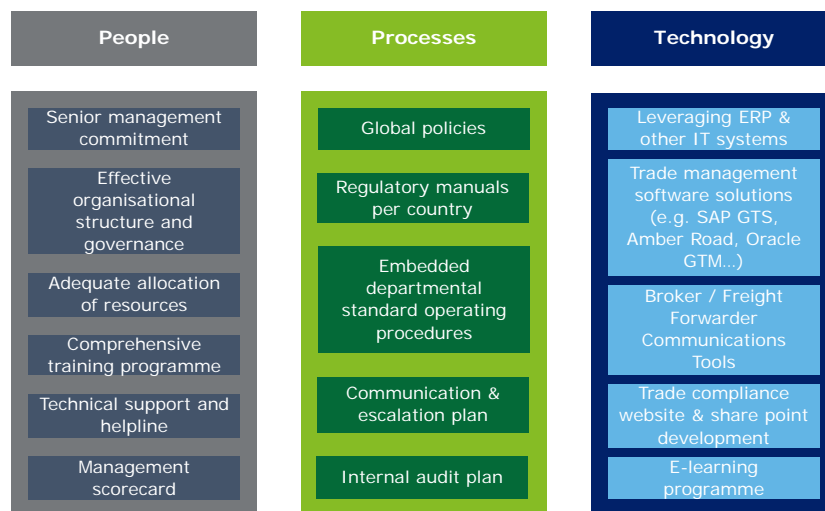 People
Senior management
commitment
Effective
organisational
structure and
governance
Adequate allocation
of resources
Comprehensive
training programme
Technical support and
helpline
Management
scorecard
Processes
Global policies
Regulatory manuals
per country
Embedded
departmental
standard operating
procedures
Communication &
escalation plan
Internal audit plan
Technology
Leveraging ERP &
other IT systems
Trade management
software solutions
(e.g. SAP GTS,
Amber Road, Oracle
GTM…)
Broker / Freight
Forwarder
Communications
Tools
Trade compliance
website & share point
development
E-learning
programme